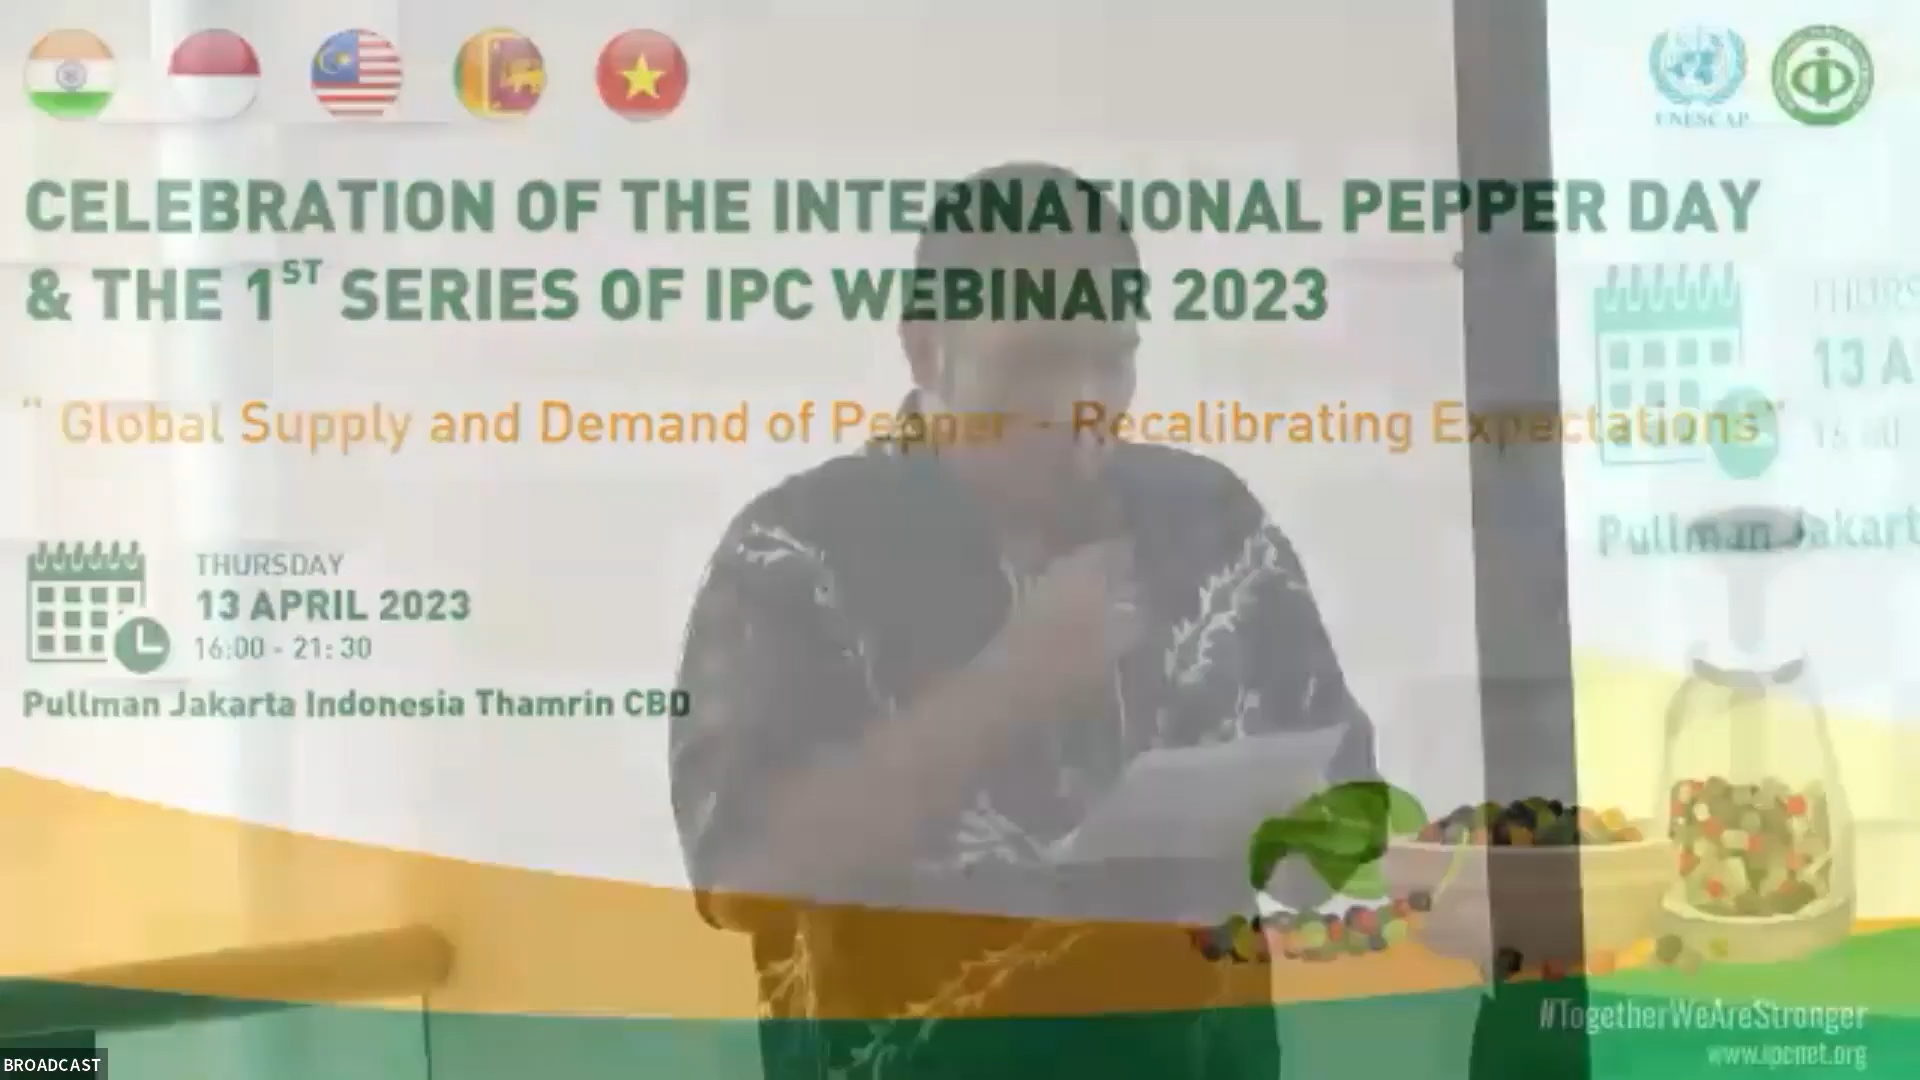 UNESCAP
CELEBRATION OF THE INTERNATIONAL PEPPER DAY
& THE 1ST SERIES OF IPC WEBINAR 2023
" Global Supply and Demand of Pepper - Recalibrating Expectations"
THURSDAY
13 APRIL 2023
16:00 - 21:30
Pullman Jakarta Indonesia Thamrin CBD
THURS
13 A
Pullman Jakart
#TogetherWeAreStronger
www.ipcnet.org
BROADCAST